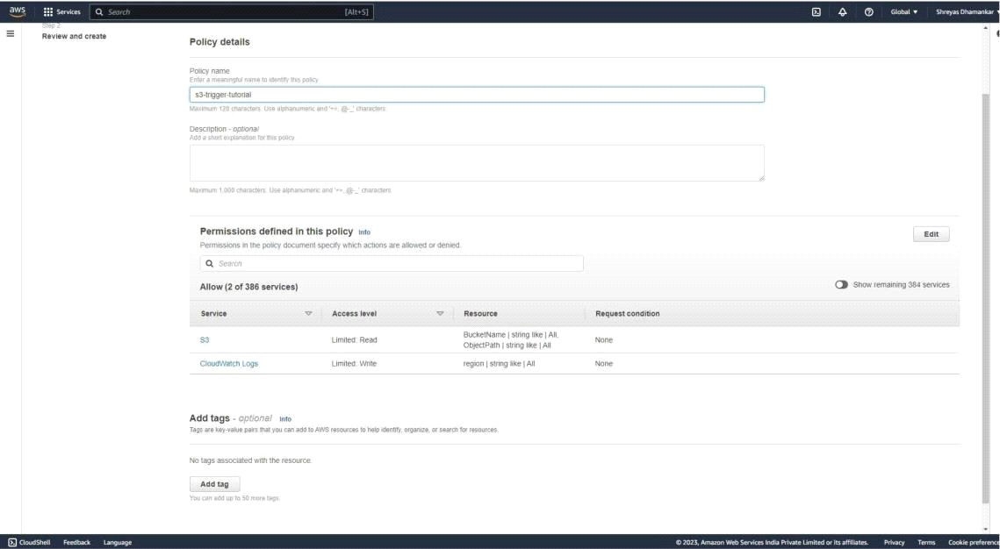 aws Services Search [Alt+S] Global Shreyas Dhamankar
Step 2
Review and create
Policy details
Policy name
Enter a meaningful name to identify this policy.
s3-trigger-tutorial
Maximum 128 characters. Use alphanumeric and '+=,.@-_' characters.
Description - optional
Add a short explanation for this policy.
Maximum 1,000 characters. Use alphanumeric and '+=,.@-_' characters.
Permissions defined in this policy Info
Edit
Permissions in the policy document specify which actions are allowed or denied.
Search
Allow (2 of 386 services)
Show remaining 384 services
Service Access level Resource Request condition
S3 Limited: Read BucketName | string like | All, None
ObjectPath | string like | All
CloudWatch Logs Limited: Write region | string like | All None
Add tags - optional Info
Tags are key-value pairs that you can add to AWS resources to help identify, organize, or search for resources.
No tags associated with the resource.
Add tag
You can add up to 50 more tags.
CloudShell Feedback Language © 2023, Amazon Web Services India Private Limited or its affiliates. Privacy Terms Cookie preference